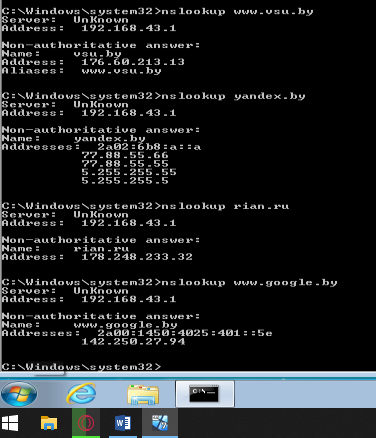 C:\Windows\system32>nslookup www.vsu.by
Server:  UnKnown
Address:  192.168.43.1
Non-authoritative answer:
Name:    vsu.by
Address:  176.60.213.13
Aliases:  www.vsu.by
C:\Windows\system32>nslookup yandex.by
Server:  UnKnown
Address:  192.168.43.1
Non-authoritative answer:
Name:    yandex.by
Addresses:  2a02:6b8:a::a
77.88.55.66
77.88.55.55
5.255.255.55
5.255.255.5
C:\Windows\system32>nslookup rian.ru
Server:  UnKnown
Address:  192.168.43.1
Non-authoritative answer:
Name:    rian.ru
Address:  178.248.233.32
C:\Windows\system32>nslookup www.google.by
Server:  UnKnown
Address:  192.168.43.1
Non-authoritative answer:
Name:    www.google.by
Addresses:  2a00:1450:4025:401::5e
142.250.27.94
C:\Windows\system32>